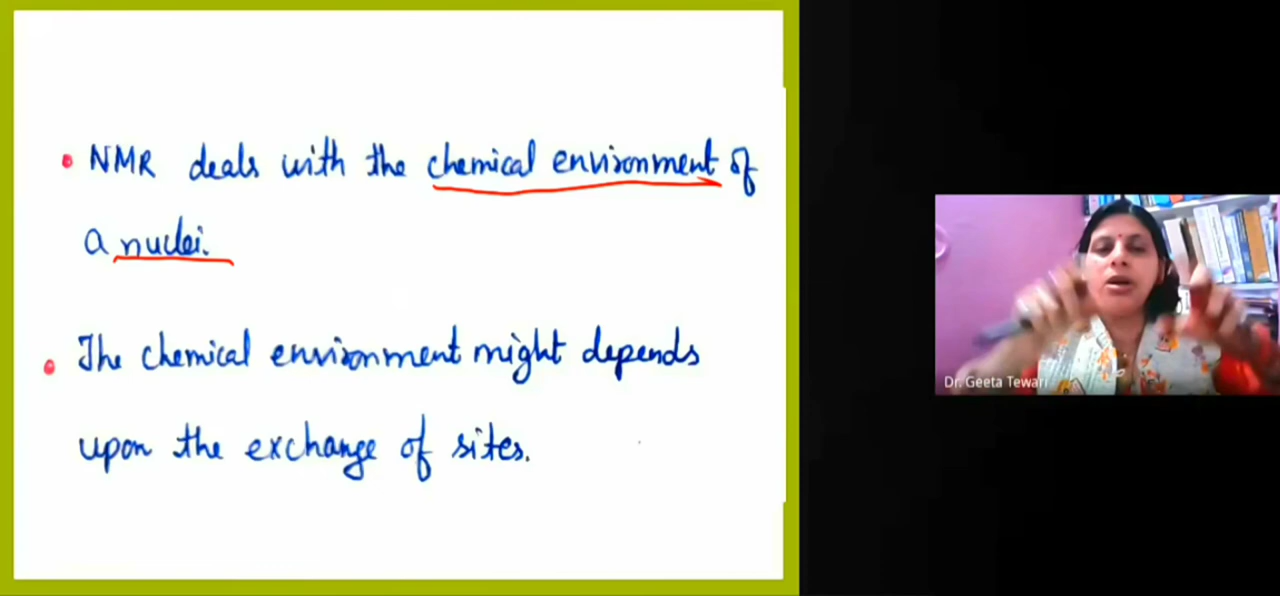 • NMR deals with the chemical environment of
a nuclei.
• The chemical environment might depends
upon the exchange of sites.
Dr. Geeta Tewari